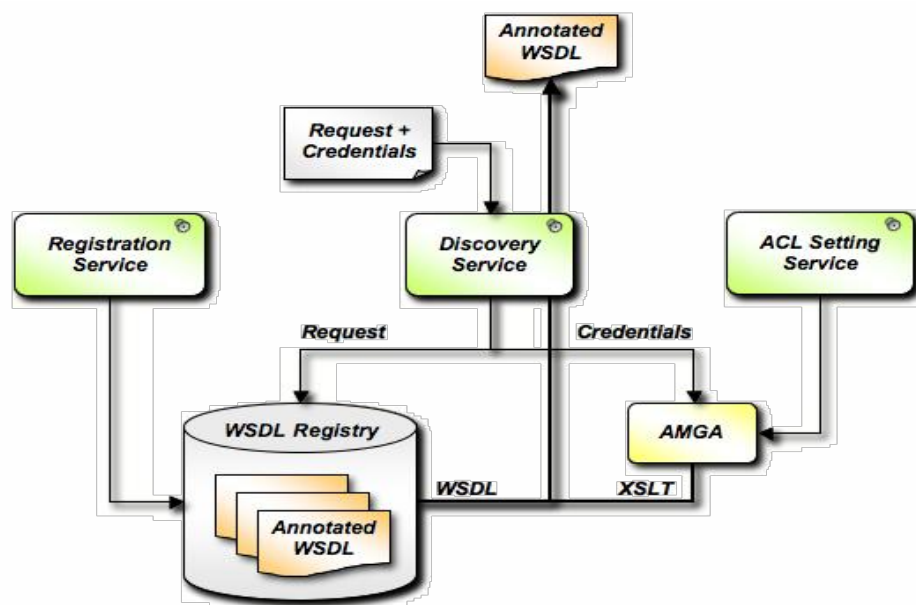 Annotated
WSDL
Request +
Credentials
Registration
Service
Discovery
Service
ACL Setting
Service
Request
Credentials
WSDL Registry
AMGA
WSDL
XSLT
Annotated
WSDL